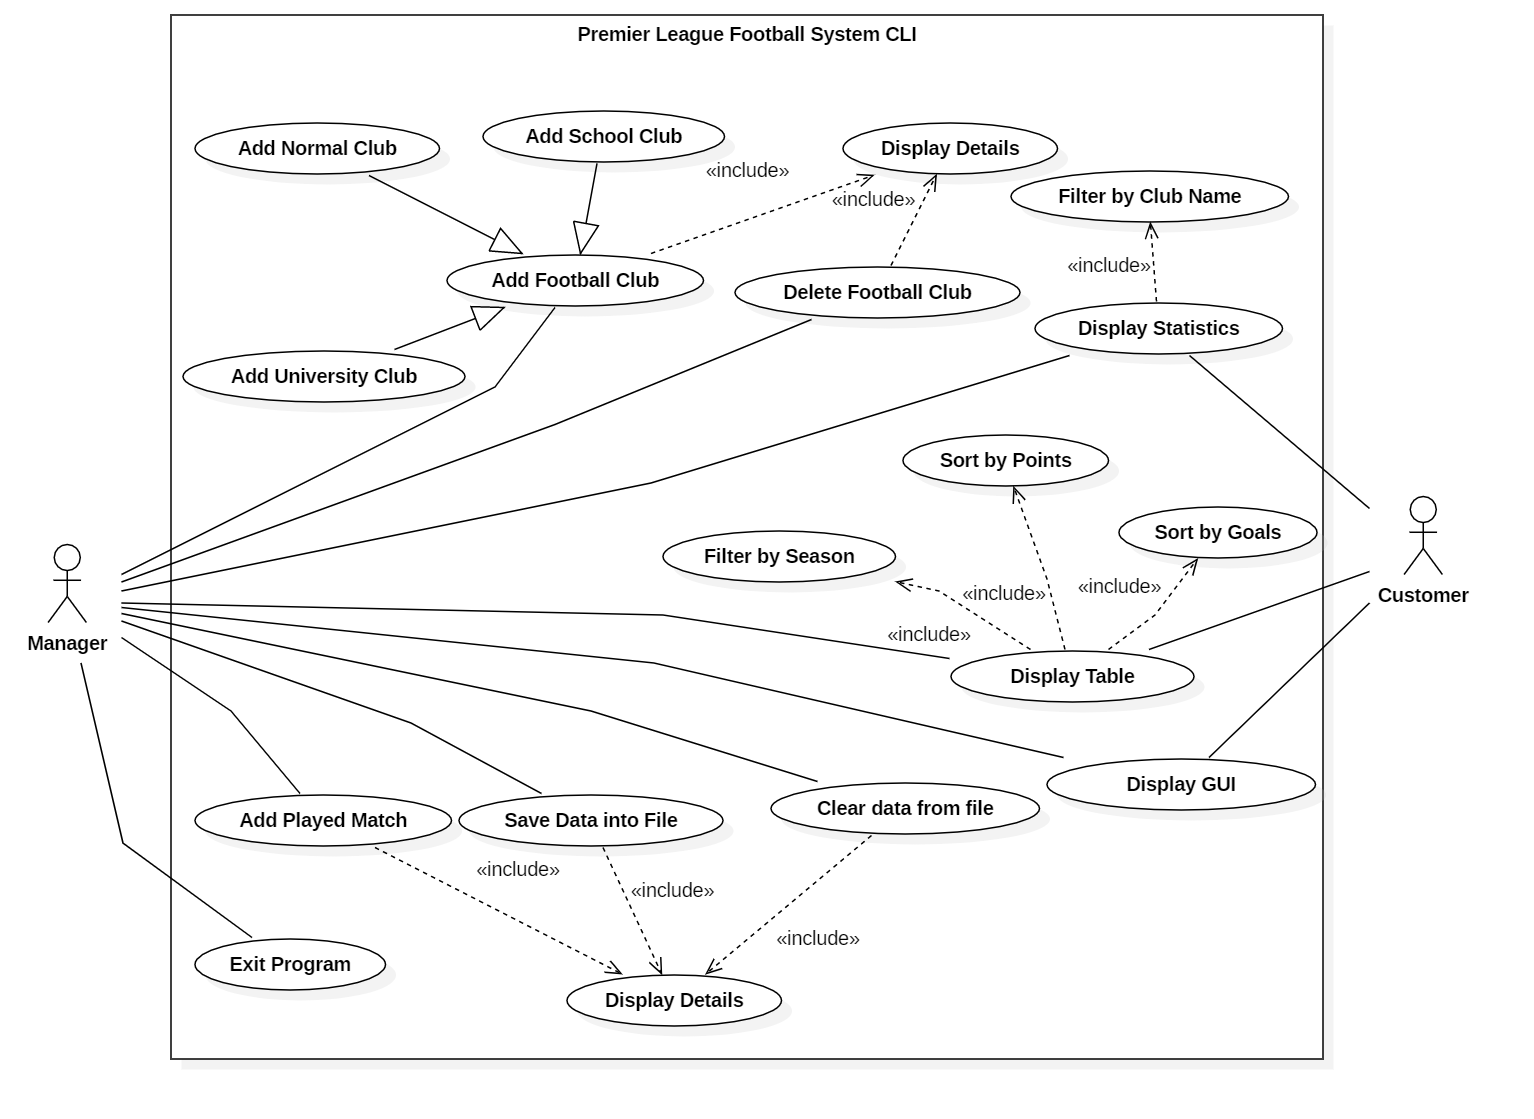 Premier League Football System CLI
Add Normal Club
Add School Club
Display Details
«include»
«include»
Filter by Club Name
«include»
Add Football Club
Delete Football Club
Display Statistics
Add University Club
Sort by Points
Sort by Goals
Filter by Season
«include»
«include»
«include»
Customer
Manager
Display Table
Display GUI
Add Played Match
Save Data into File
Clear data from file
«include»
«include»
«include»
Exit Program
Display Details